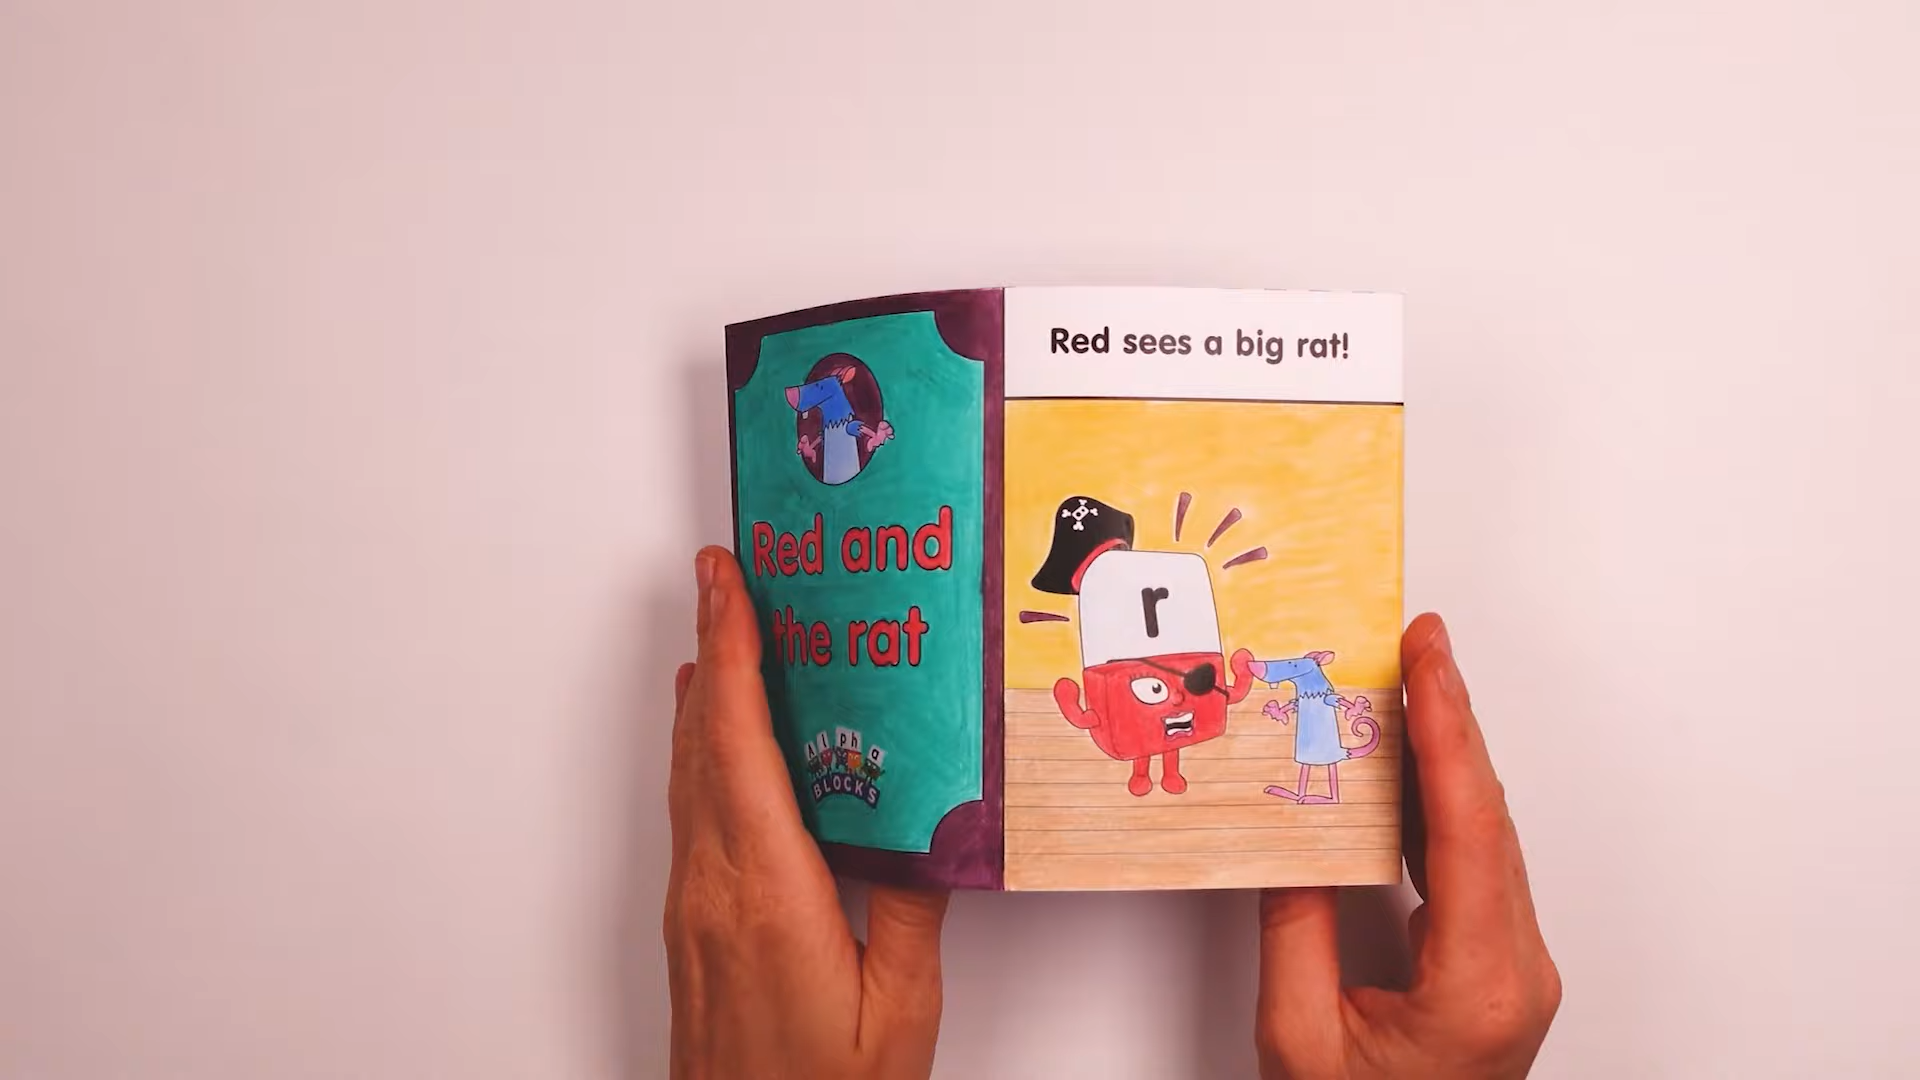 Red and
the rat
Alpha
BLOCKS
Red sees a big rat!
r